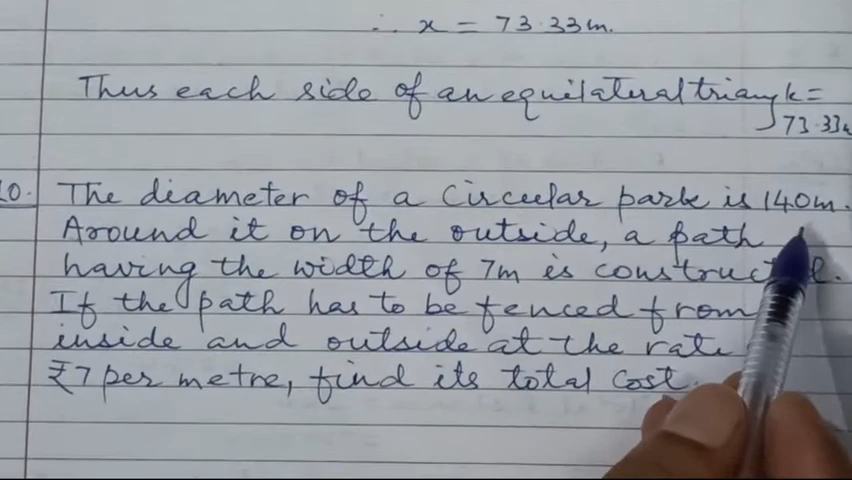 ∴ x = 73.33m.
Thus each side of an equilateral triangle =
73.33m
10. The diameter of a circular park is 140m.
Around it on the outside, a path
having the width of 7m is constructed.
If the path has to be fenced from
inside and outside at the rate
₹7 per metre, find its total cost.